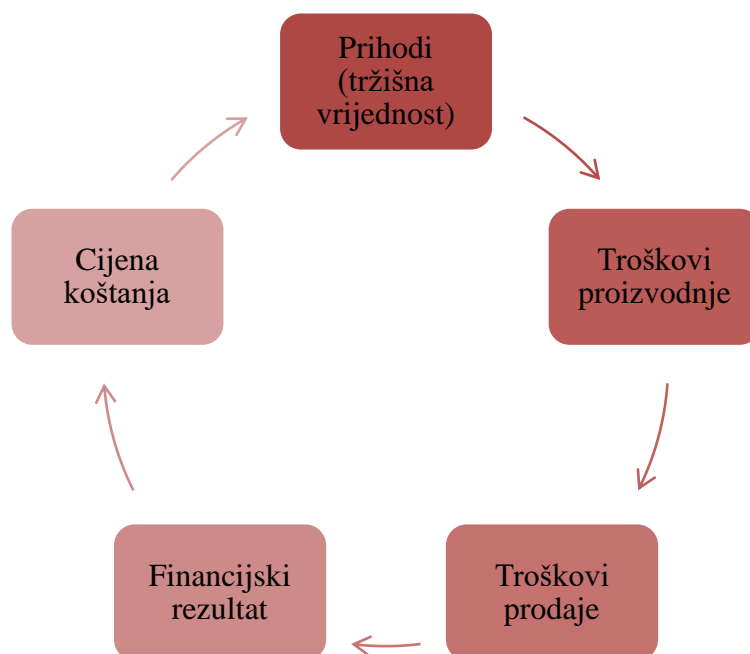 Prihodi
(tržišna
vrijednost)
Troškovi
proizvodnje
Troškovi
prodaje
Financijski
rezultat
Cijena
koštanja